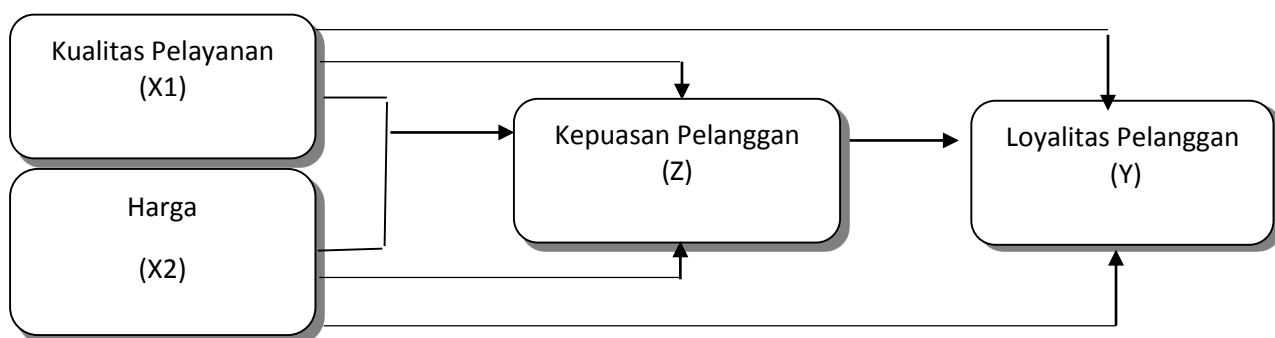 Kualitas Pelayanan
(X1)
Harga
(X2)
Kepuasan Pelanggan
(Z)
Loyalitas Pelanggan
(Y)